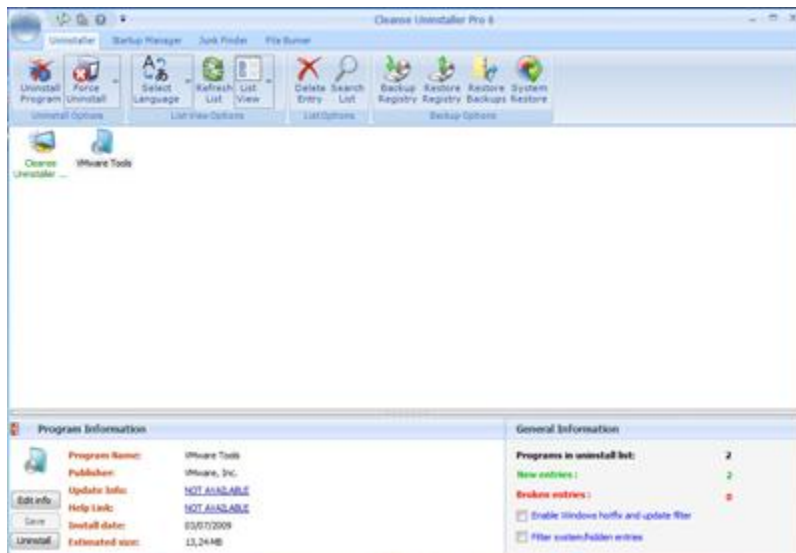 Cleanse Uninstaller Pro 6
Uninstaller Startup Manager Junk Finder File Burner
Uninstall Program
Force Uninstall
Select Language
Refresh List
List View
Delete Entry
Search List
Backup Registry
Restore Registry
Restore Backups
System Restore
Uninstall Options List View Options List Options Backup Options
Cleanse Uninstaller ...
VMware Tools
Program Information
Program Name: VMware Tools
Publisher: VMware, Inc.
Update Info: NOT AVAILABLE
Help Link: NOT AVAILABLE
Install date: 03/07/2009
Estimated size: 13,24 MB
Edit info
Save
Uninstall
General Information
Programs in uninstall list: 2
New entries : 2
Broken entries : 0
Enable Windows hotfix and update filter
Filter system/hidden entries